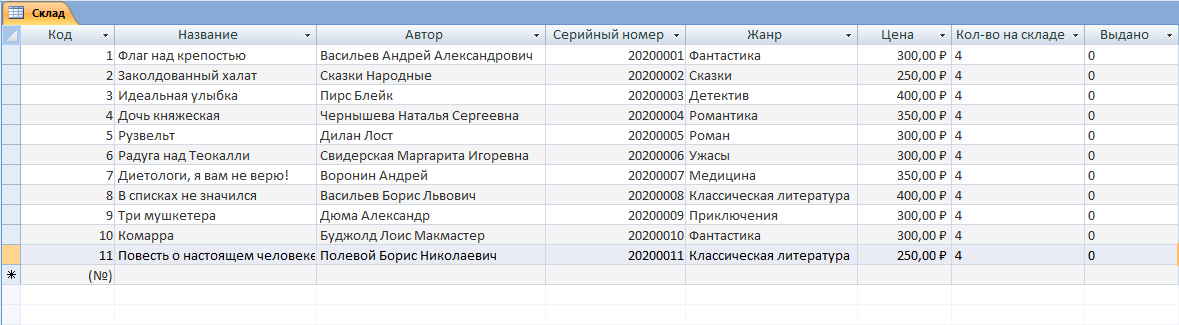 Склад
Код Название Автор Серийный номер Жанр Цена Кол-во на складе Выдано
1 Флаг над крепостью Васильев Андрей Александрович 20200001 Фантастика 300,00 ₽ 4 0
2 Заколдованный халат Сказки Народные 20200002 Сказки 250,00 ₽ 4 0
3 Идеальная улыбка Пирс Блейк 20200003 Детектив 400,00 ₽ 4 0
4 Дочь княжеская Чернышева Наталья Сергеевна 20200004 Романтика 350,00 ₽ 4 0
5 Рузвельт Дилан Лост 20200005 Роман 300,00 ₽ 4 0
6 Радуга над Теокалли Свидерская Маргарита Игоревна 20200006 Ужасы 300,00 ₽ 4 0
7 Диетологи, я вам не верю! Воронин Андрей 20200007 Медицина 350,00 ₽ 4 0
8 В списках не значился Васильев Борис Львович 20200008 Классическая литература 400,00 ₽ 4 0
9 Три мушкетера Дюма Александр 20200009 Приключения 300,00 ₽ 4 0
10 Комарра Буджолд Лоис Макмастер 20200010 Фантастика 300,00 ₽ 4 0
11 Повесть о настоящем человеке Полевой Борис Николаевич 20200011 Классическая литература 250,00 ₽ 4 0
(№)